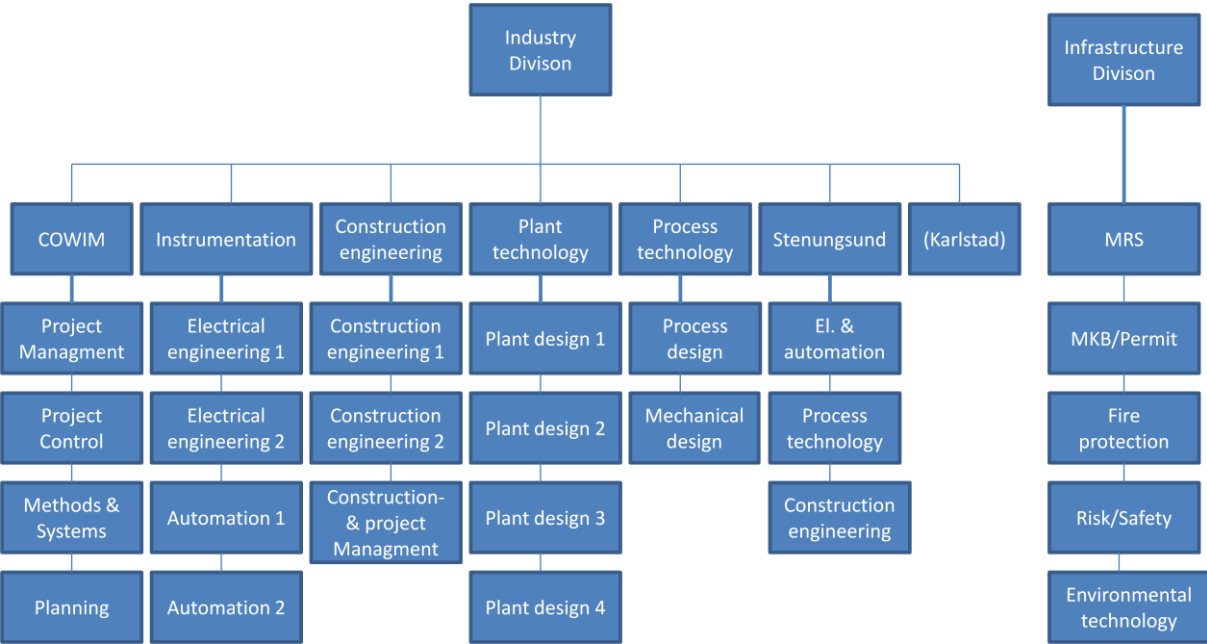 Industry
Divison
Infrastructure
Divison
COWIM
Instrumentation
Construction
engineering
Plant
technology
Process
technology
Stenungsund
(Karlstad)
MRS
Project
Managment
Electrical
engineering 1
Construction
engineering 1
Plant design 1
Process
design
El. &
automation
MKB/Permit
Project
Control
Electrical
engineering 2
Construction
engineering 2
Plant design 2
Mechanical
design
Process
technology
Fire
protection
Methods &
Systems
Automation 1
Construction-
& project
Managment
Plant design 3
Construction
engineering
Risk/Safety
Planning
Automation 2
Plant design 4
Environmental
technology